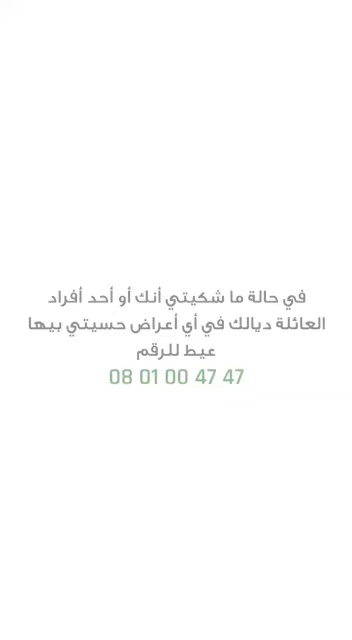 في حالة ما شكيتي أنك أو أحد أفراد
العائلة ديالك في أي أعراض حسيتي بيها
عيط للرقم
08 01 00 47 47